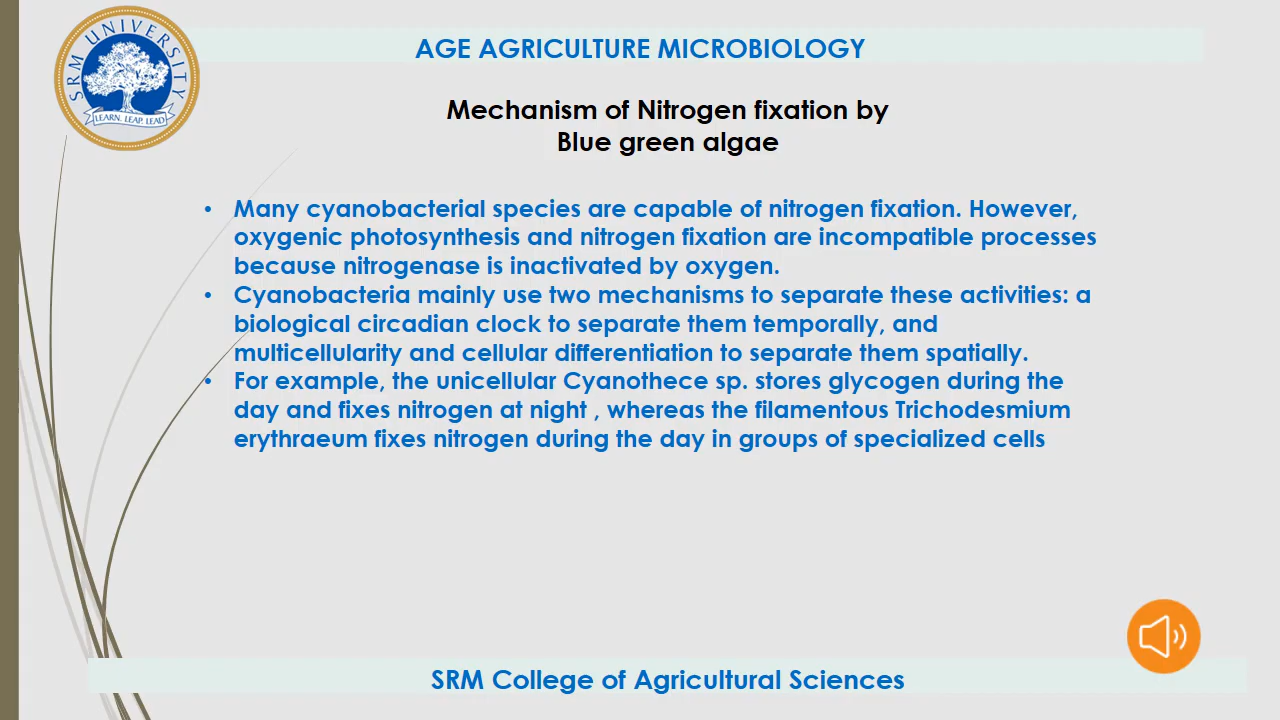 SRM UNIVERSITY
LEARN. LEAP. LEAD
AGE AGRICULTURE MICROBIOLOGY
Mechanism of Nitrogen fixation by
Blue green algae
• Many cyanobacterial species are capable of nitrogen fixation. However,
oxygenic photosynthesis and nitrogen fixation are incompatible processes
because nitrogenase is inactivated by oxygen.
• Cyanobacteria mainly use two mechanisms to separate these activities: a
biological circadian clock to separate them temporally, and
multicellularity and cellular differentiation to separate them spatially.
• For example, the unicellular Cyanothece sp. stores glycogen during the
day and fixes nitrogen at night , whereas the filamentous Trichodesmium
erythraeum fixes nitrogen during the day in groups of specialized cells
SRM College of Agricultural Sciences